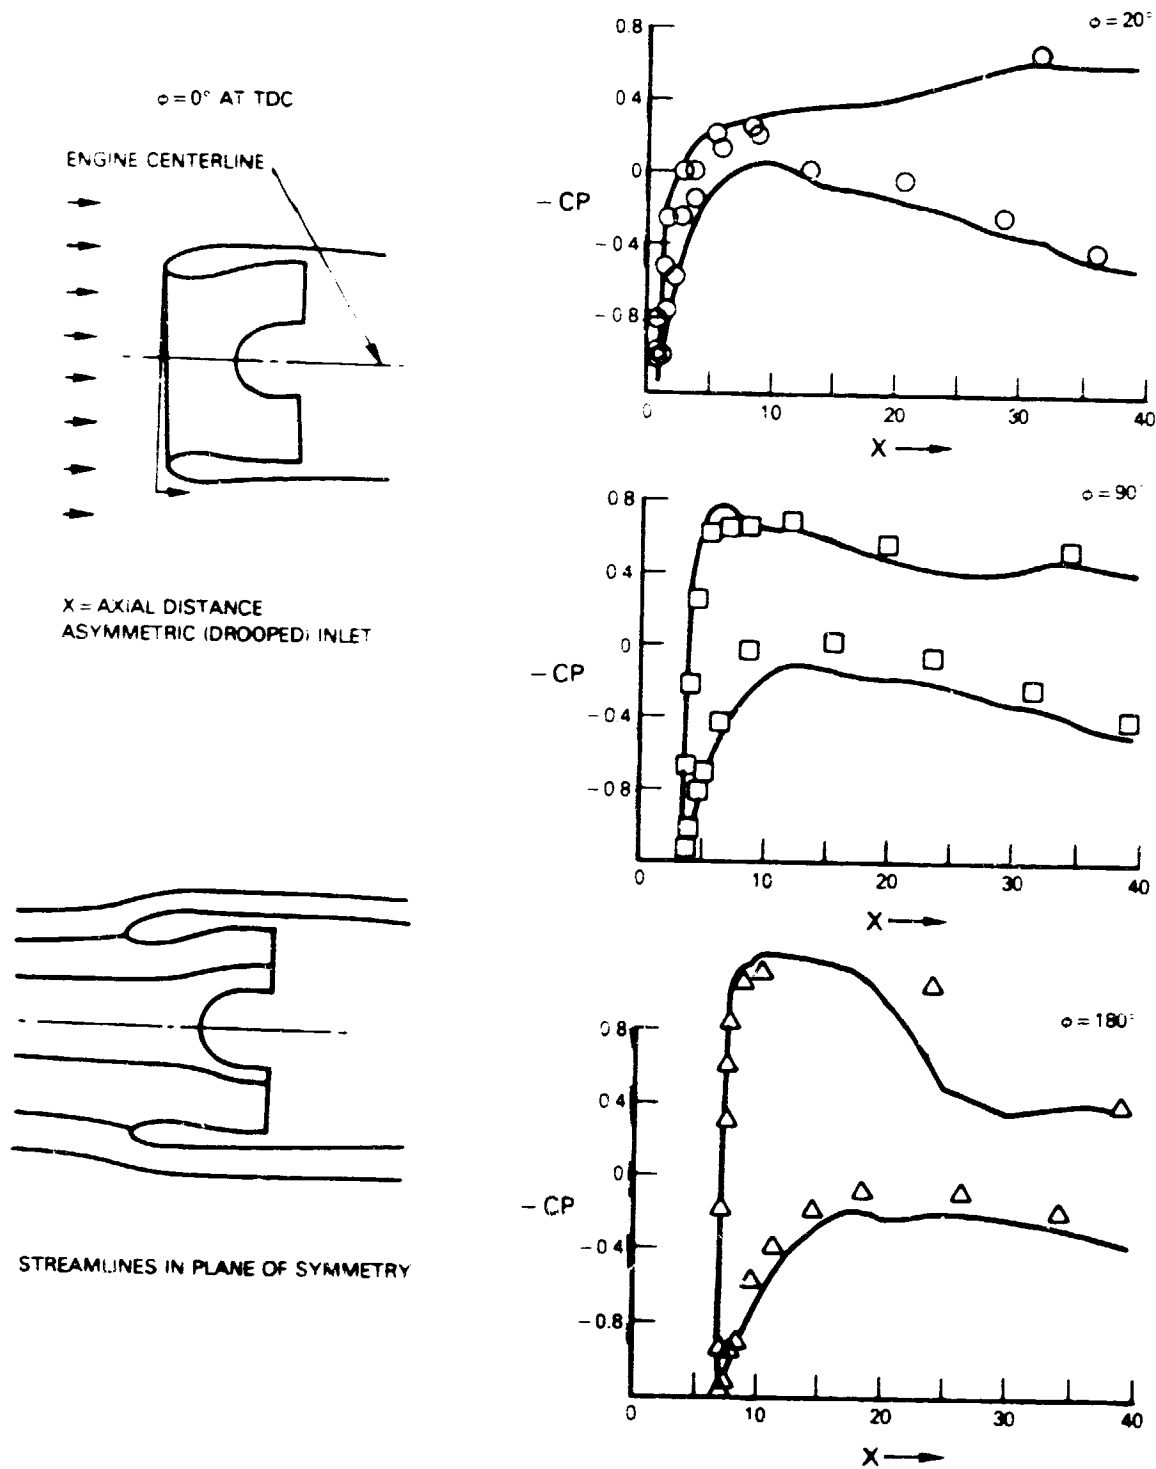 φ = 0° AT TDC
ENGINE CENTERLINE
X = AXIAL DISTANCE
ASYMMETRIC (DROOPED) INLET
STREAMLINES IN PLANE OF SYMMETRY
φ = 20°
0.8
0.4
0
-0.4
-0.8
- CP
0 10 20 30 40
X
φ = 90°
0.8
0.4
0
-0.4
-0.8
- CP
0 10 20 30 40
X
φ = 180°
0.8
0.4
0
-0.4
-0.8
- CP
0 10 20 30 40
X